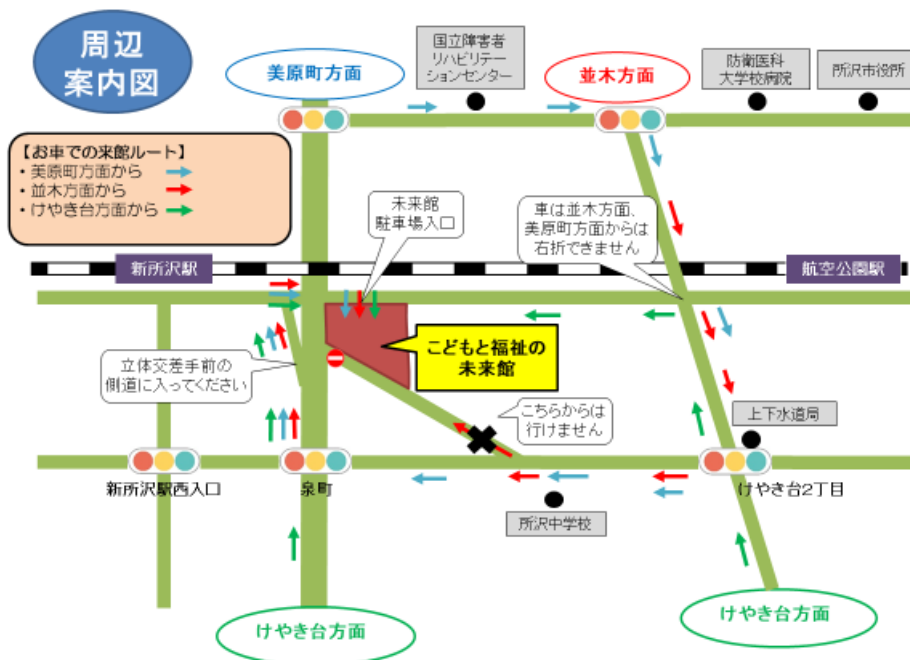 周辺
案内図
【お車での来館ルート】
・美原町方面から
・並木方面から
・けやき台方面から
美原町方面
国立障害者
リハビリテー
ションセンター
並木方面
防衛医科
大学校病院
所沢市役所
未来館
駐車場入口
車は並木方面、
美原町方面からは
右折できません
新所沢駅
航空公園駅
立体交差手前の
側道に入ってください
こどもと福祉の
未来館
こちらからは
行けません
上下水道局
新所沢駅西入口
泉町
けやき台2丁目
所沢中学校
けやき台方面
けやき台方面